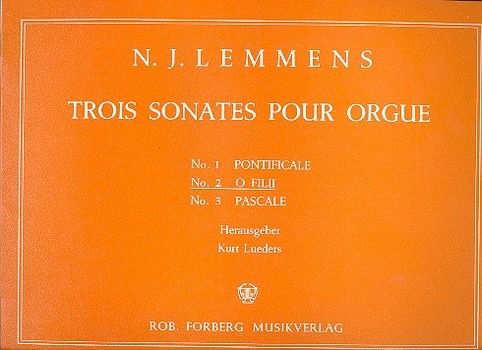 N. J. LEMMENS
TROIS SONATES POUR ORGUE
No. 1 PONTIFICALE
No. 2 O FILII
No. 3 PASCALE
Herausgeber
Kurt Lueders
ROB. FORBERG MUSIKVERLAG